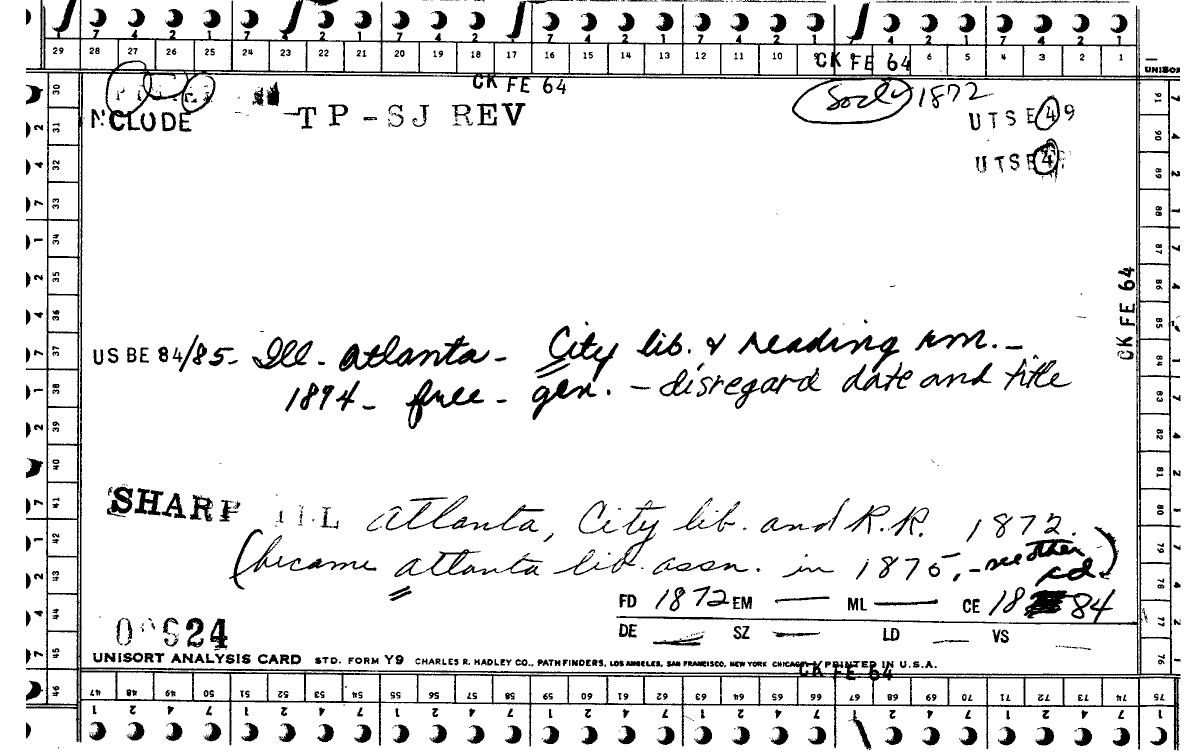 7 4 2 1 7 4 2 1 7 4 2 1 7 4 2 1 7 4 2 1 7 4 2 1 7 4 2 1
29 28 27 26 25 24 23 22 21 20 19 18 17 16 15 14 13 12 11 10 6 5 4 3 2 1
CK FE 64
UNISORT
CK FE 64
Socly 1872
NCLUDE
TP-SJ REV
UTSE 49
UTSE 4
CK FE 64
US BE 84/85- Ill- Atlanta- City lib. & reading rm.-
1894- free- gen. - disregard date and title
SHARP ILL Atlanta, City lib. and R.R. 1872.
(became Atlanta lib. assn. in 1875, - see other cd.)
FD 1872 EM — ML — CE 18 84
DE — SZ — LD — VS
00924
UNISORT ANALYSIS CARD STD. FORM Y9 CHARLES R. HADLEY CO., PATHFINDERS, LOS ANGELES, SAN FRANCISCO, NEW YORK CHICAGO PRINTED IN U.S.A.
CK FE 64
30 31 32 33 34 35 36 37 38 39 40 41 42 43 44 45 46
91 90 89 88 87 86 85 84 83 82 81 80 79 78 77 76
47 48 49 50 51 52 53 54 55 56 57 58 59 60 61 62 63 64 65 66 67 68 69 70 71 72 73 74 75
1 2 4 7 1 2 4 7 1 2 4 7 1 2 4 7 1 2 4 7 1 2 4 7 1 2 4 7 1